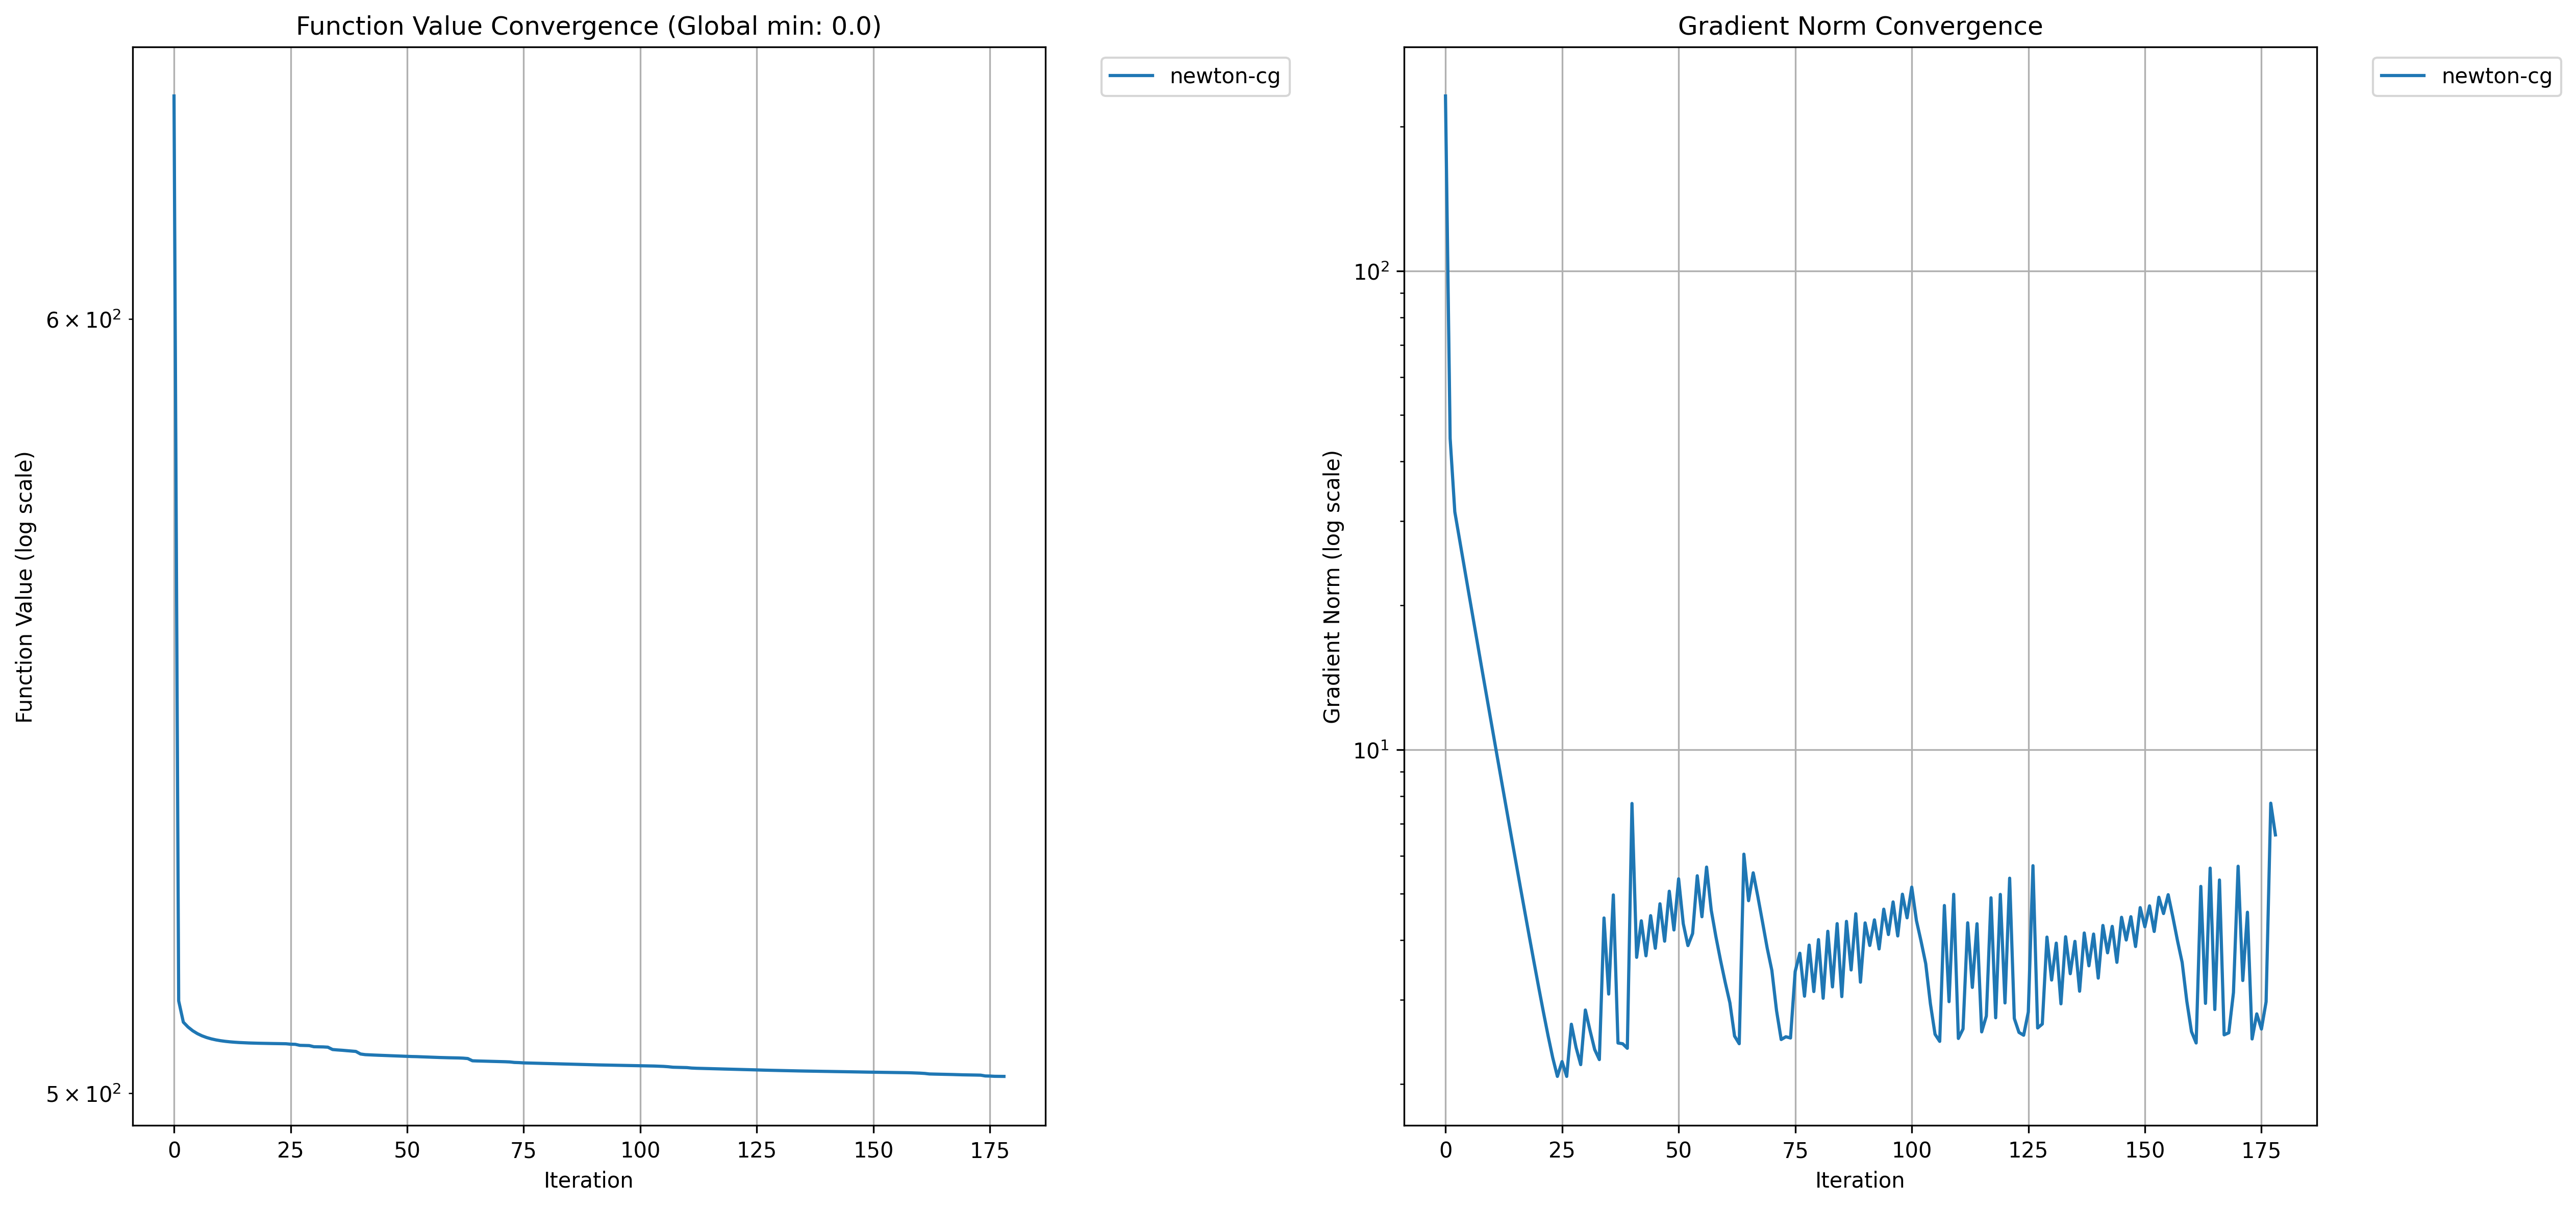 Function Value Convergence (Global min: 0.0)
newton-cg
Function Value (log scale)
6 × 10²
5 × 10²
0 25 50 75 100 125 150 175
Iteration
Gradient Norm Convergence
newton-cg
Gradient Norm (log scale)
10²
10¹
0 25 50 75 100 125 150 175
Iteration